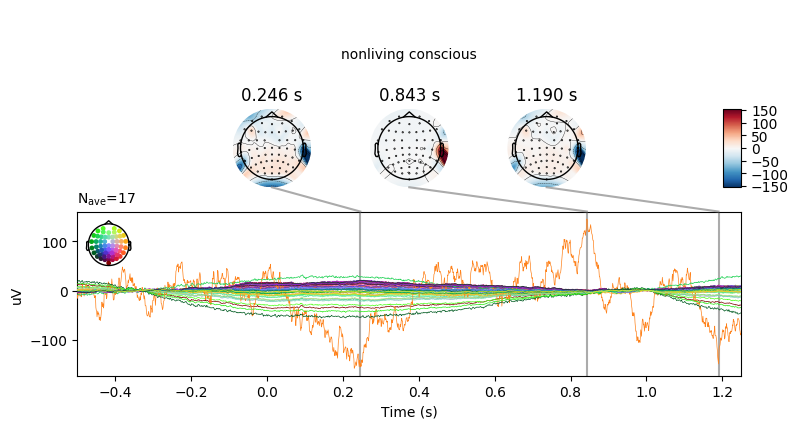 nonliving conscious
0.246 s 0.843 s 1.190 s
150
100
50
0
−50
−100
−150
Nave=17
100
0
−100
uV
−0.4 −0.2 0.0 0.2 0.4 0.6 0.8 1.0 1.2
Time (s)